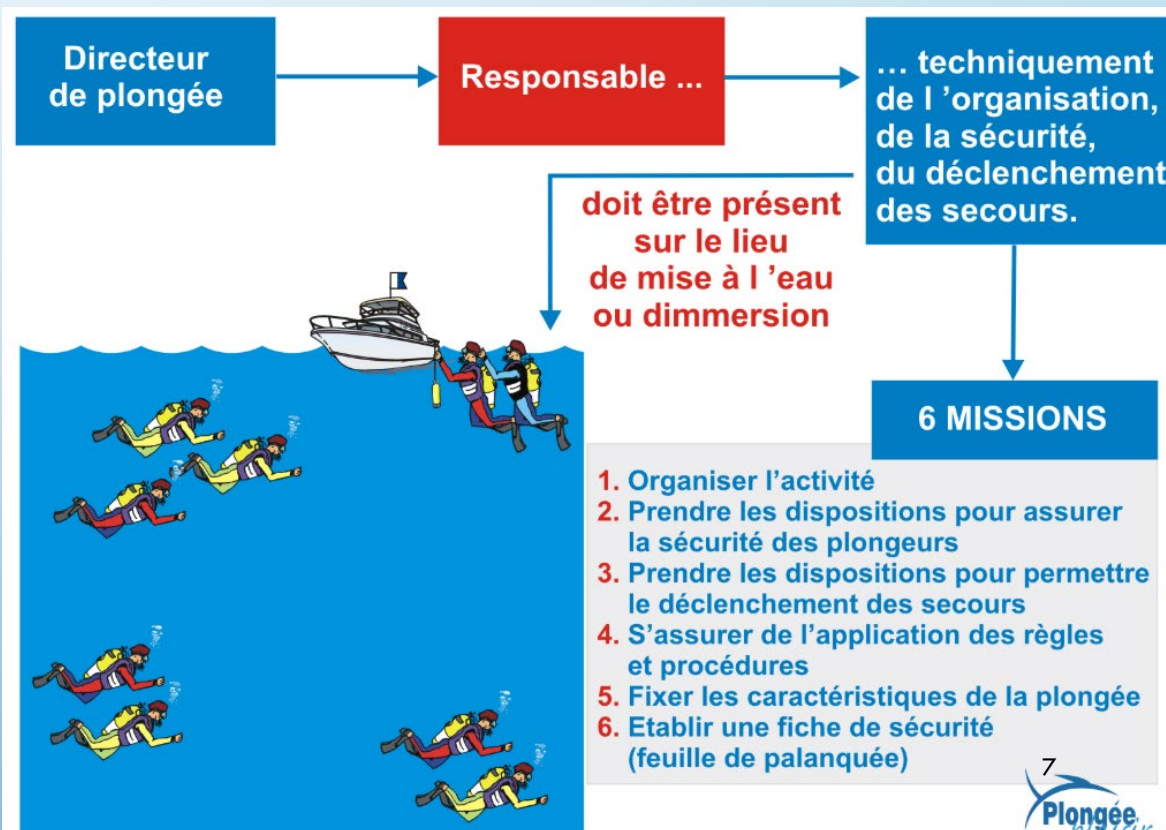 Directeur
de plongée
Responsable ...
... techniquement
de l ’organisation,
de la sécurité,
du déclenchement
des secours.
doit être présent
sur le lieu
de mise à l ’eau
ou dimmersion
6 MISSIONS
1. Organiser l’activité
2. Prendre les dispositions pour assurer
la sécurité des plongeurs
3. Prendre les dispositions pour permettre
le déclenchement des secours
4. S’assurer de l’application des règles
et procédures
5. Fixer les caractéristiques de la plongée
6. Etablir une fiche de sécurité
(feuille de palanquée)
7
Plongée